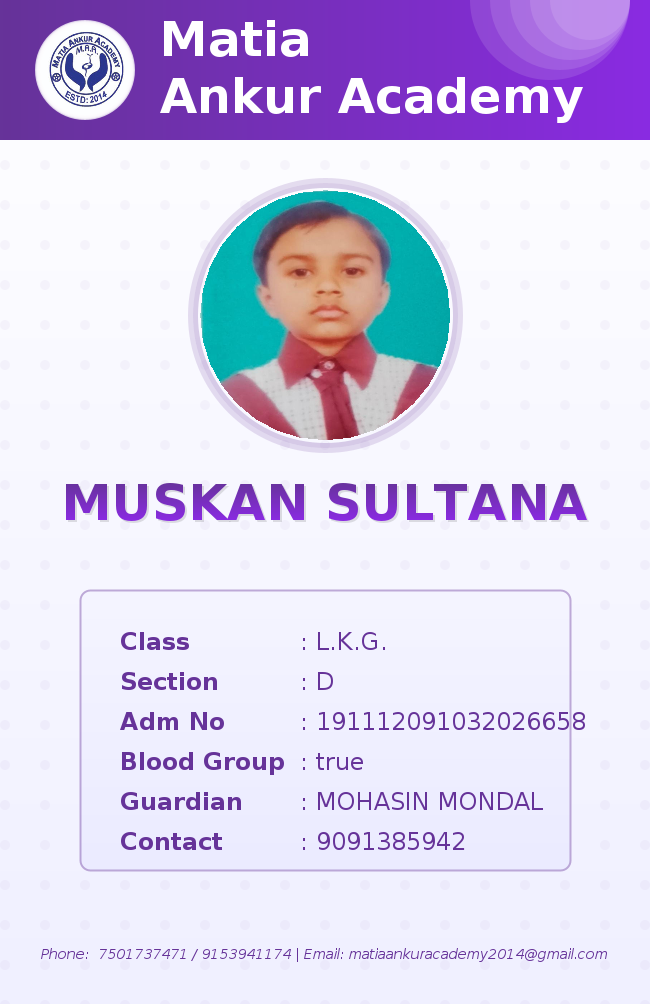 MATIA ANKUR ACADEMY
M.A.A.
ESTD: 2014
Matia
Ankur Academy
MUSKAN SULTANA
Class : L.K.G.
Section : D
Adm No : 191112091032026658
Blood Group : true
Guardian : MOHASIN MONDAL
Contact : 9091385942
Phone: 7501737471 / 9153941174 | Email: matiaankuracademy2014@gmail.com